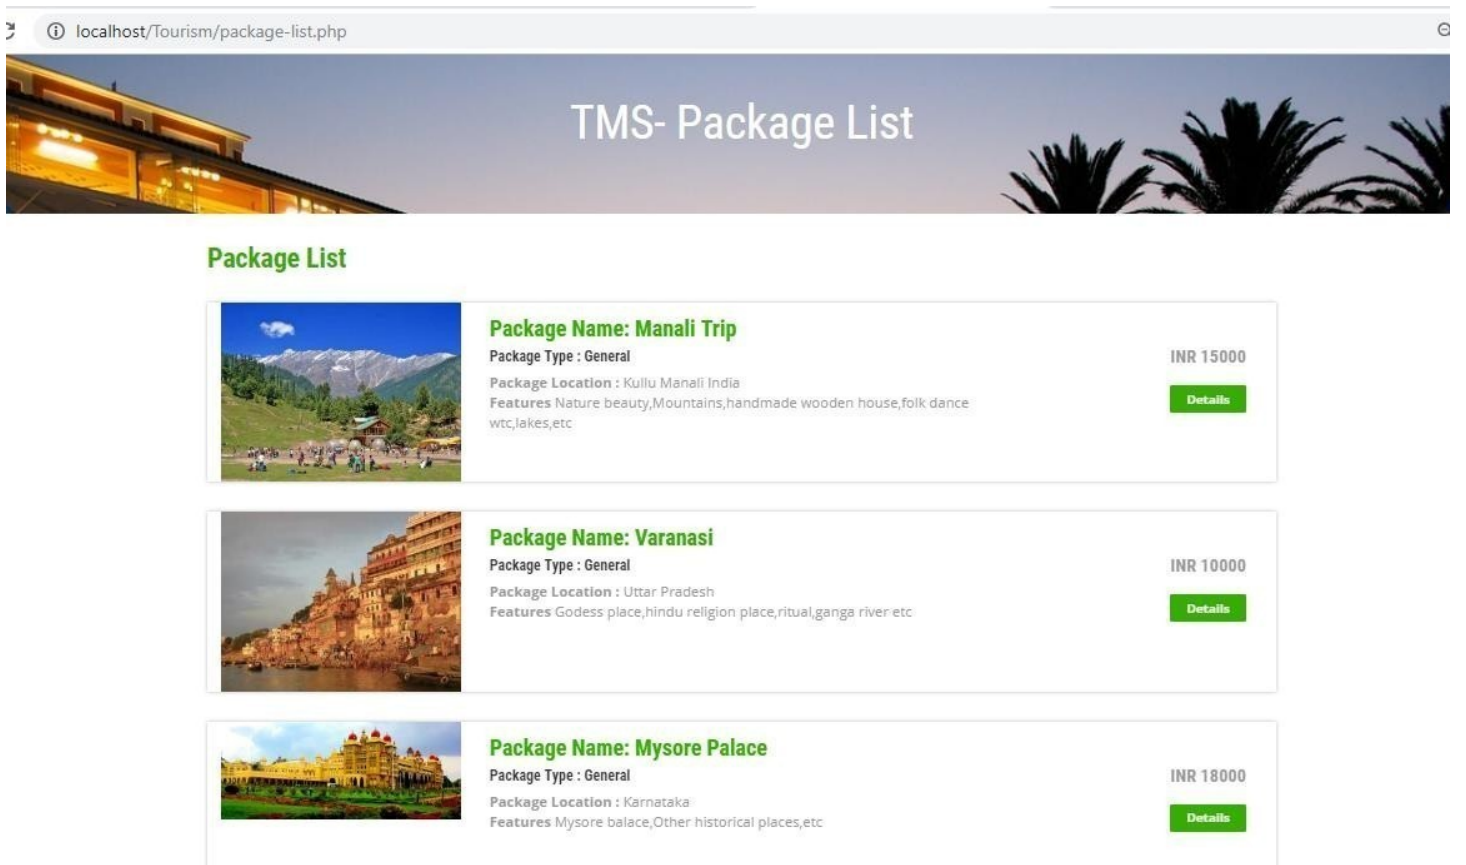 localhost/Tourism/package-list.php
TMS- Package List
Package List
Package Name: Manali Trip
Package Type : General
INR 15000
Package Location : Kullu Manali India
Details
Features Nature beauty,Mountains,handmade wooden house,folk dance
wtc,lakes,etc
Package Name: Varanasi
Package Type : General
INR 10000
Package Location : Uttar Pradesh
Details
Features Godess place,hindu religion place,ritual,ganga river etc
Package Name: Mysore Palace
Package Type : General
INR 18000
Package Location : Karnataka
Details
Features Mysore balace,Other historical places,etc